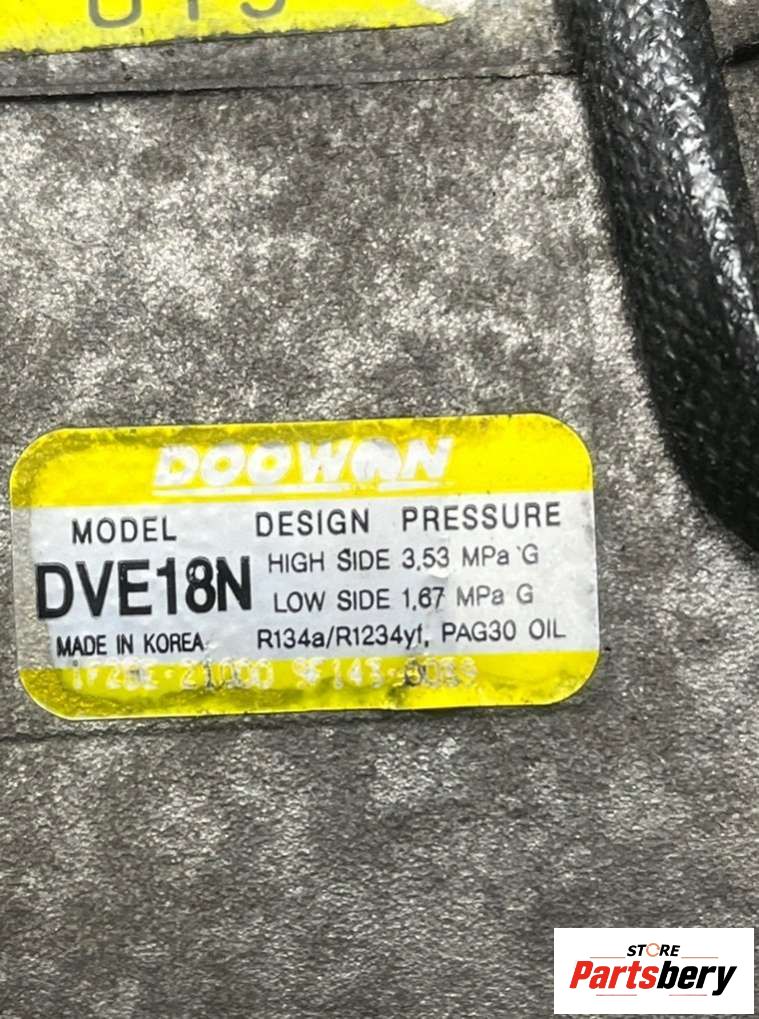 DOOWON
MODEL DESIGN PRESSURE
DVE18N HIGH SIDE 3.53 MPa G
LOW SIDE 1.67 MPa G
MADE IN KOREA R134a/R1234yf, PAG30 OIL
STORE
Partsbery